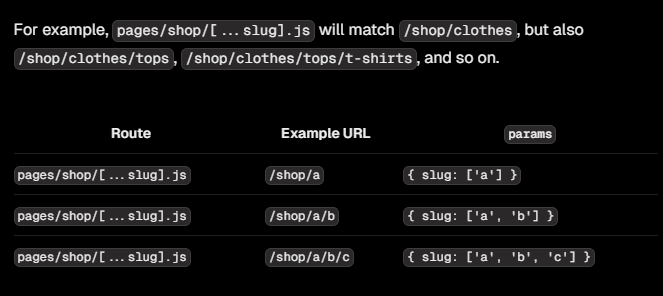 For example, pages/shop/[...slug].js will match /shop/clothes, but also
/shop/clothes/tops, /shop/clothes/tops/t-shirts, and so on.
Route Example URL params
pages/shop/[...slug].js /shop/a { slug: ['a'] }
pages/shop/[...slug].js /shop/a/b { slug: ['a', 'b'] }
pages/shop/[...slug].js /shop/a/b/c { slug: ['a', 'b', 'c'] }